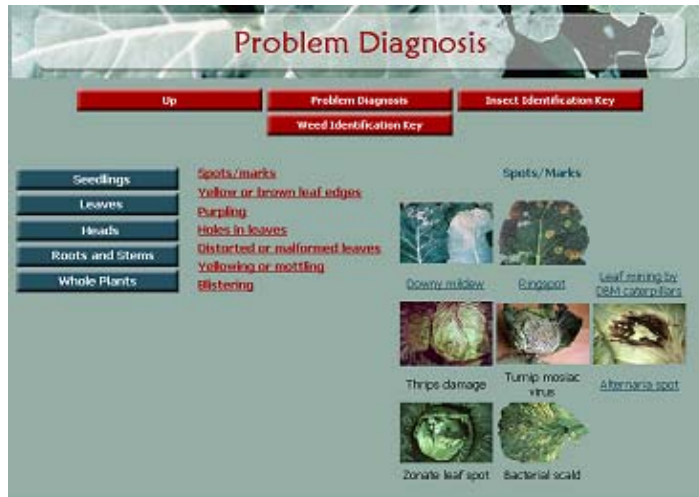 Problem Diagnosis
Up
Problem Diagnosis
Insect Identification Key
Weed Identification Key
Seedlings
Leaves
Heads
Roots and Stems
Whole Plants
Spots/marks
Yellow or brown leaf edges
Purpling
Holes in leaves
Distorted or malformed leaves
Yellowing or mottling
Blistering
Spots/Marks
Downy mildew
Ringspot
Leaf mining by
DBM caterpillars
Thrips damage
Turnip mosiac
virus
Alternaria spot
Zonate leaf spot
Bacterial scald